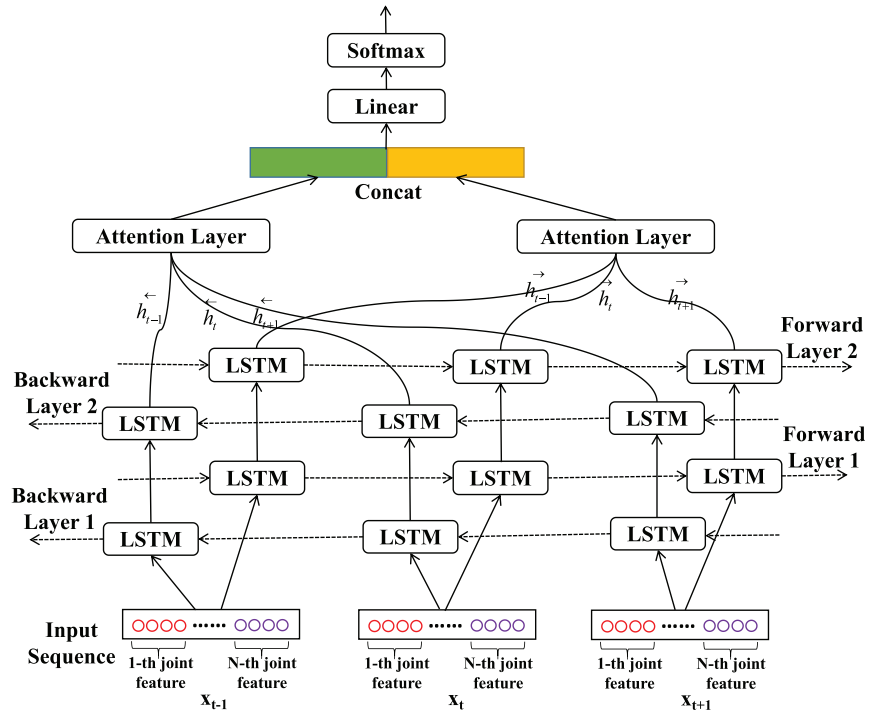 Softmax
Linear
Concat
Attention Layer
Attention Layer
←h_{t-1}
←h_t
←h_{t+1}
→h_{t-1}
→h_t
→h_{t+1}
Forward
Layer 2
LSTM
LSTM
LSTM
Backward
Layer 2
LSTM
LSTM
LSTM
Forward
Layer 1
LSTM
LSTM
LSTM
Backward
Layer 1
LSTM
LSTM
LSTM
Input
Sequence
......
......
......
1-th joint
feature
N-th joint
feature
1-th joint
feature
N-th joint
feature
1-th joint
feature
N-th joint
feature
x_{t-1}
x_t
x_{t+1}